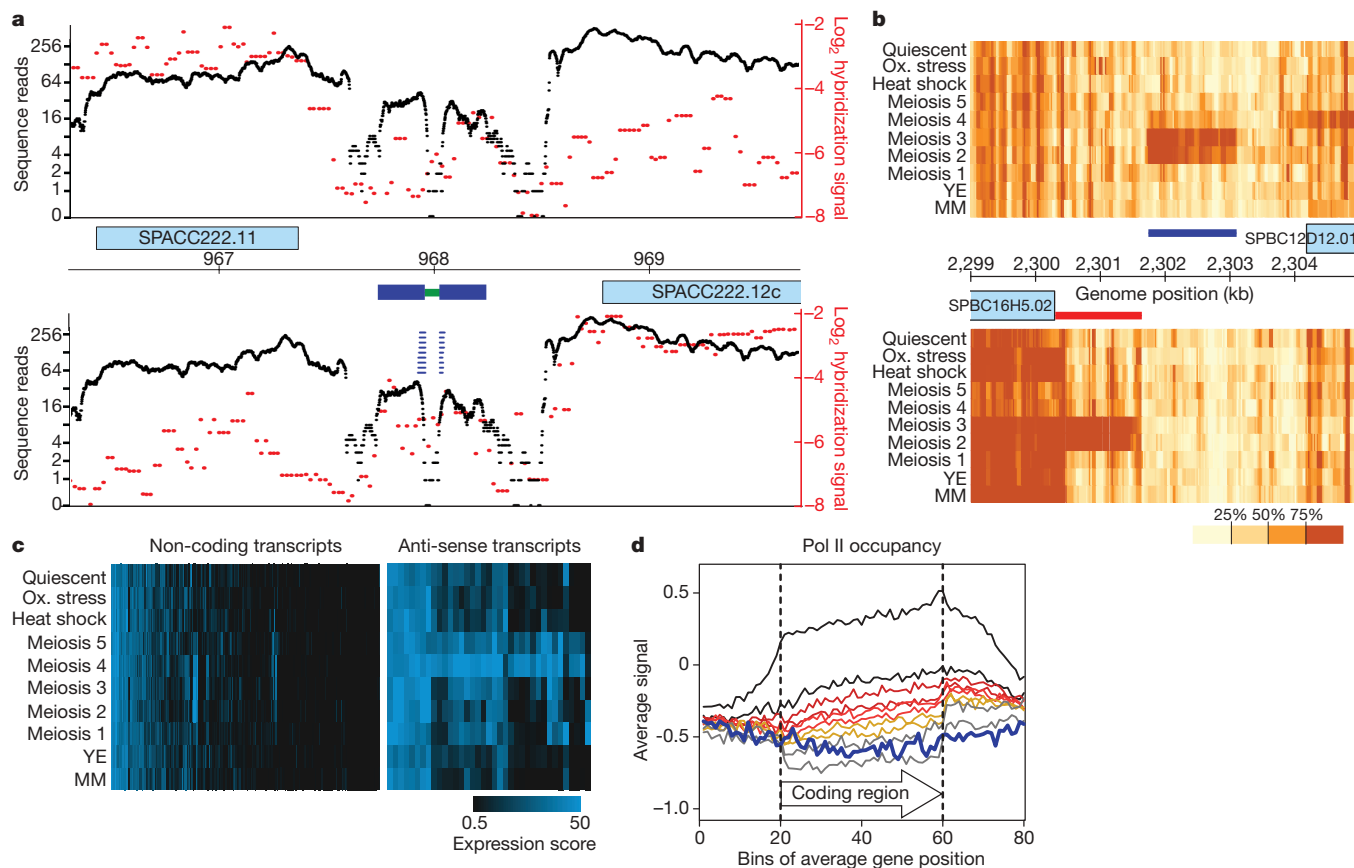 a
Sequence reads
256
64
16
4
2
1
0
−2
−4
−6
−8
Log2 hybridization signal
SPACC222.11
967
968
969
SPACC222.12c
Sequence reads
256
64
16
4
2
1
0
−2
−4
−6
−8
Log2 hybridization signal
b
Quiescent
Ox. stress
Heat shock
Meiosis 5
Meiosis 4
Meiosis 3
Meiosis 2
Meiosis 1
YE
MM
SPBC12D12.01
2,299 2,300 2,301 2,302 2,303 2,304
Genome position (kb)
SPBC16H5.02
Quiescent
Ox. stress
Heat shock
Meiosis 5
Meiosis 4
Meiosis 3
Meiosis 2
Meiosis 1
YE
MM
25% 50% 75%
c
Non-coding transcripts
Anti-sense transcripts
Quiescent
Ox. stress
Heat shock
Meiosis 5
Meiosis 4
Meiosis 3
Meiosis 2
Meiosis 1
YE
MM
0.5 50
Expression score
d
Pol II occupancy
Average signal
0.5
0
−0.5
−1.0
Coding region
0 20 40 60 80
Bins of average gene position